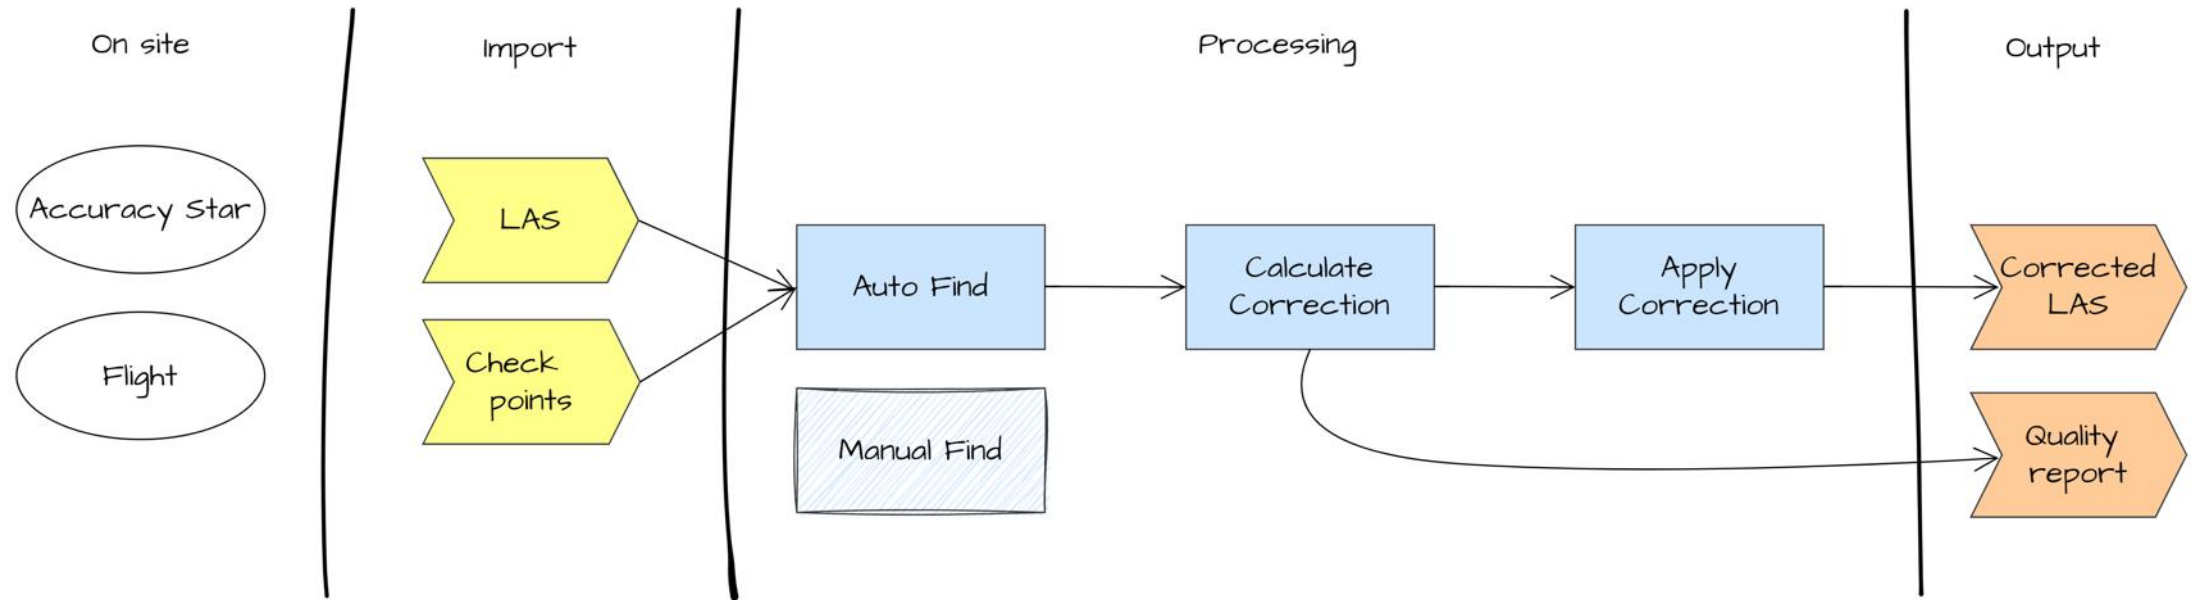 On site
Import
Processing
Output
Accuracy Star
Flight
LAS
Check
points
Auto Find
Manual Find
Calculate
Correction
Apply
Correction
Corrected
LAS
Quality
report